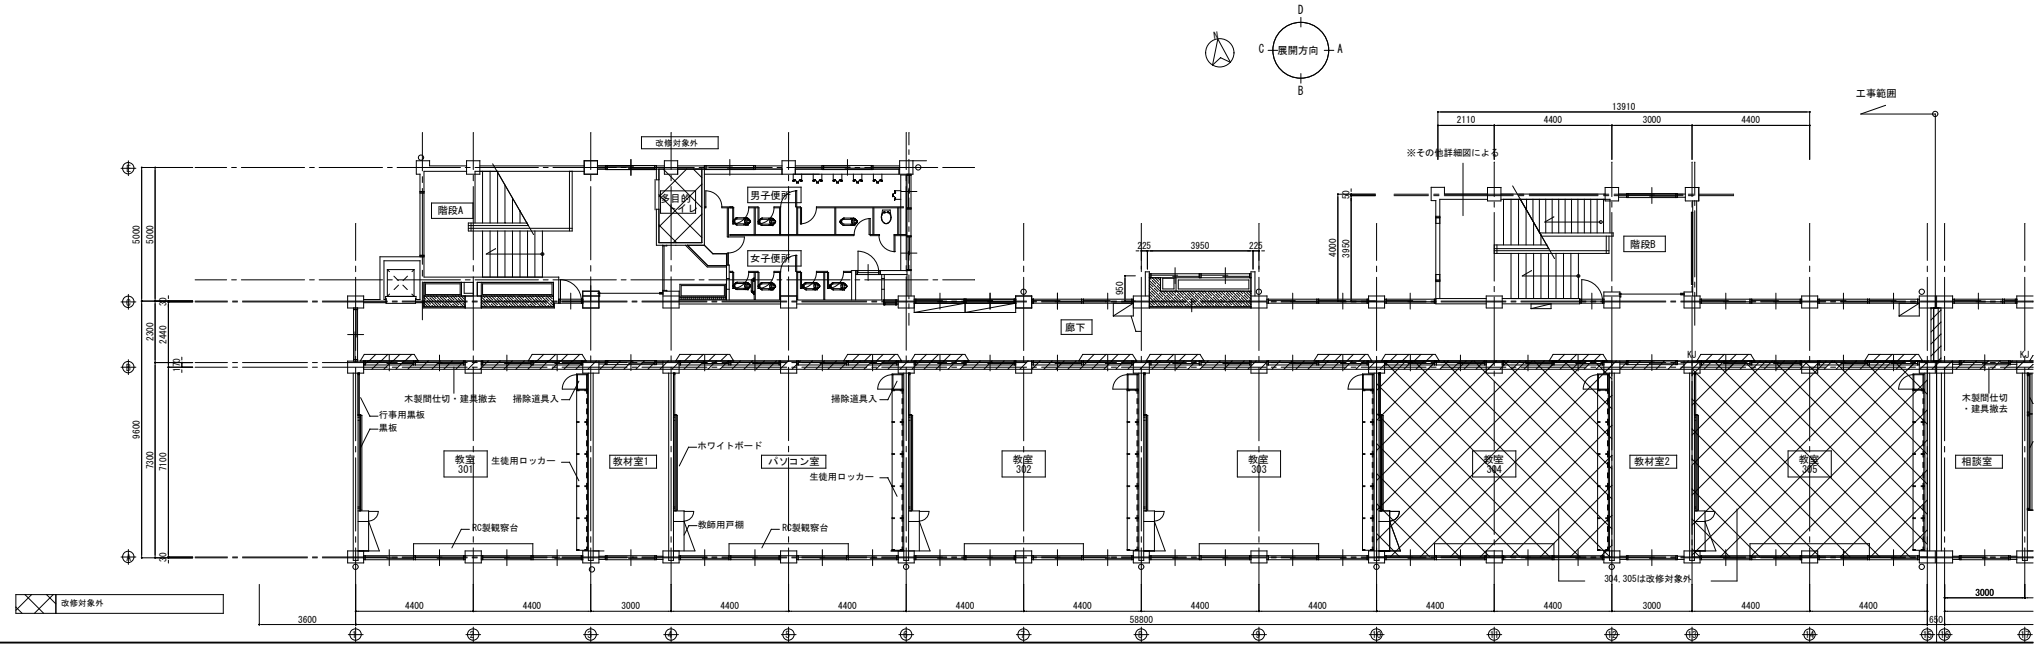 D
N
C 展開方向 A
B
工事範囲
13910
2110 4400 3000 4400
※その他詳細図による
改修対象外
多目的
トイレ
男子便所
女子便所
階段A
階段B
5000 5000
50
4000 3950
225 3950 225
950
30
2300 2440
170
廊下
KJ KJ
木製間仕切・建具撤去
掃除道具入
掃除道具入
木製間仕切
・建具撤去
行事用黒板
黒板
9600
7300 7100
30
教室
301
生徒用ロッカー
教材室1
ホワイトボード
パソコン室
生徒用ロッカー
教室
302
教室
303
教室
304
教材室2
教室
305
相談室
RC製観察台
教師用戸棚
RC製観察台
304,305は改修対象外
改修対象外
4400 4400 3000 4400 4400 4400 4400 4400 4400 4400 4400 3000 4400 4400 3000
3600 58800 650